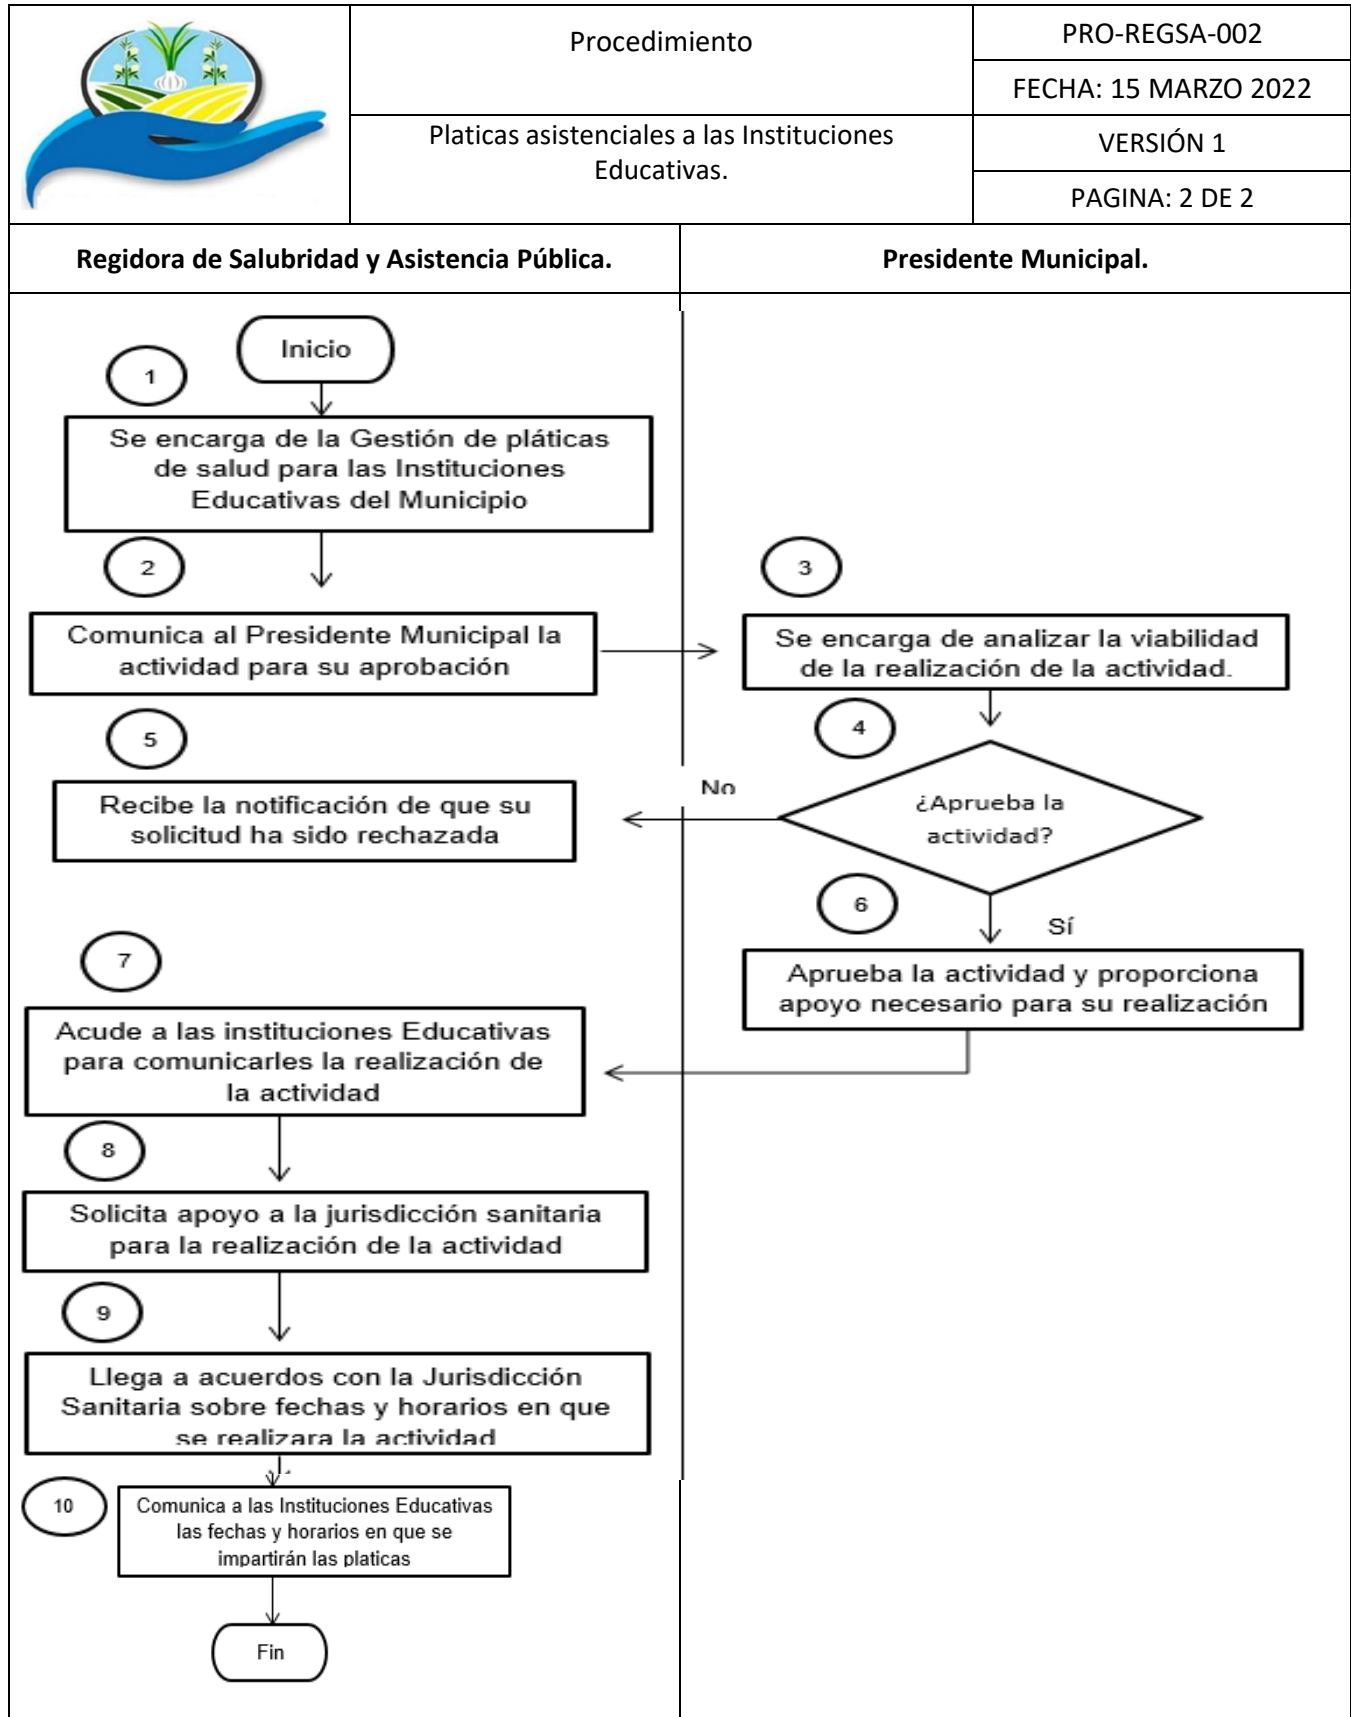 Procedimiento
PRO-REGSA-002
FECHA: 15 MARZO 2022
Platicas asistenciales a las Instituciones
Educativas.
VERSIÓN 1
PAGINA: 2 DE 2
Regidora de Salubridad y Asistencia Pública.
Presidente Municipal.
Inicio
1
Se encarga de la Gestión de pláticas
de salud para las Instituciones
Educativas del Municipio
2
Comunica al Presidente Municipal la
actividad para su aprobación
3
Se encarga de analizar la viabilidad
de la realización de la actividad.
4
¿Aprueba la
actividad?
No
5
Recibe la notificación de que su
solicitud ha sido rechazada
6
Sí
Aprueba la actividad y proporciona
apoyo necesario para su realización
7
Acude a las instituciones Educativas
para comunicarles la realización de
la actividad
8
Solicita apoyo a la jurisdicción sanitaria
para la realización de la actividad
9
Llega a acuerdos con la Jurisdicción
Sanitaria sobre fechas y horarios en que
se realizara la actividad
10
Comunica a las Instituciones Educativas
las fechas y horarios en que se
impartirán las platicas
Fin